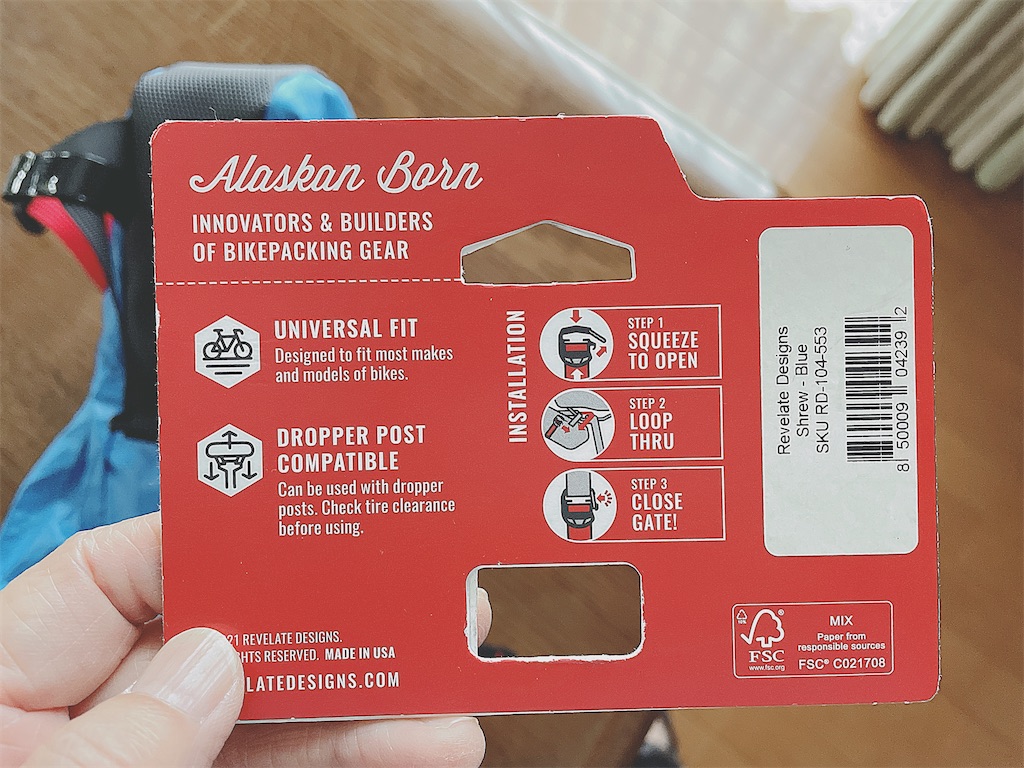 Alaskan Born
INNOVATORS & BUILDERS
OF BIKEPACKING GEAR
UNIVERSAL FIT
Designed to fit most makes
and models of bikes.
DROPPER POST
COMPATIBLE
Can be used with dropper
posts. Check tire clearance
before using.
INSTALLATION
STEP 1
SQUEEZE
TO OPEN
STEP 2
LOOP
THRU
STEP 3
CLOSE
GATE!
Revelate Designs
Shrew - Blue
SKU RD-104-553
8 50009 04239 2
21 REVELATE DESIGNS.
HTS RESERVED. MADE IN USA
LATEDESIGNS.COM
FSC
www.fsc.org
MIX
Paper from
responsible sources
FSC® C021708